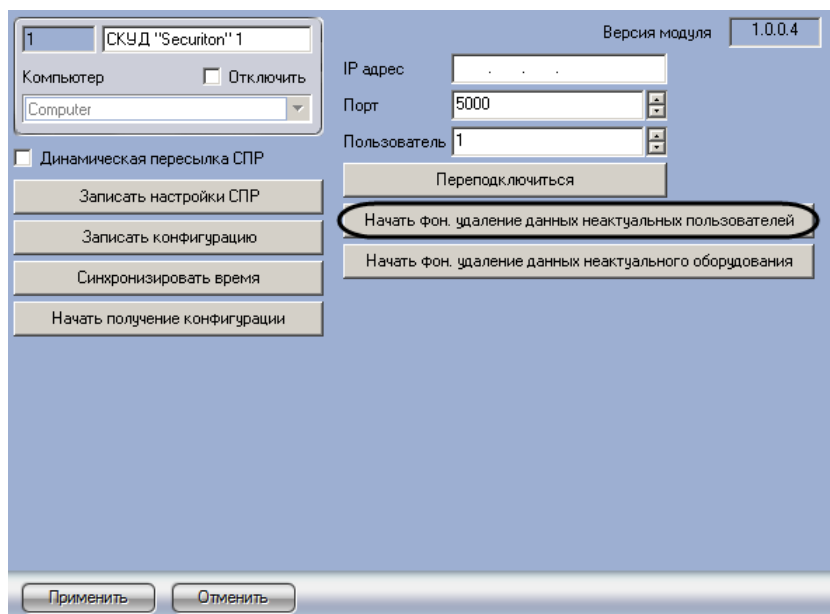 1 СКУД "Securiton" 1
Компьютер Отключить
Computer
Динамическая пересылка СПР
Записать настройки СПР
Записать конфигурацию
Синхронизировать время
Начать получение конфигурации
Версия модуля 1.0.0.4
IP адрес . . .
Порт 5000
Пользователь 1
Переподключиться
Начать фон. удаление данных неактуальных пользователей
Начать фон. удаление данных неактуального оборудования
Применить Отменить